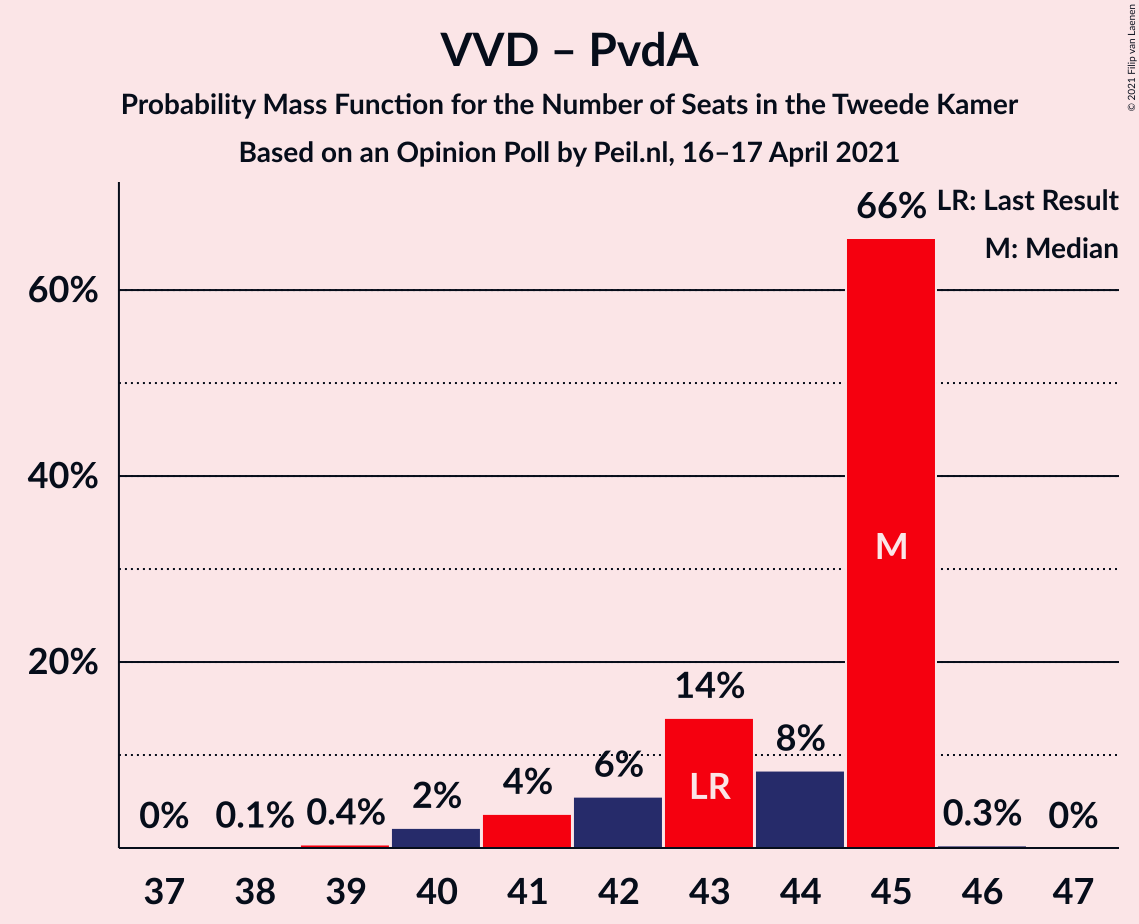 VVD – PvdA
Probability Mass Function for the Number of Seats in the Tweede Kamer
Based on an Opinion Poll by Peil.nl, 16–17 April 2021
© 2021 Filip van Laenen
LR: Last Result
M: Median
60%
40%
20%
0%
0.1%
0.4%
2%
4%
6%
14%
8%
66%
0.3%
0%
LR
M
37 38 39 40 41 42 43 44 45 46 47